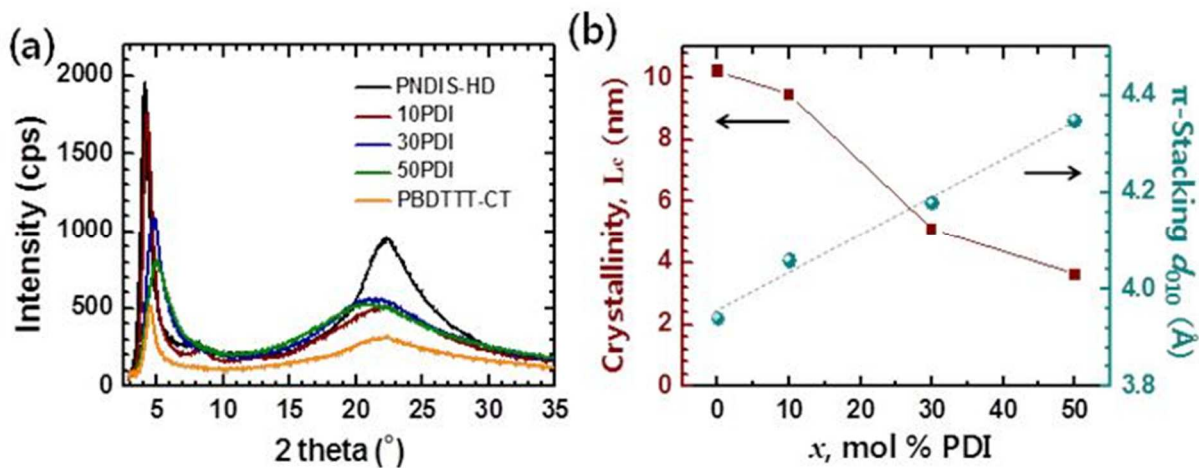 (a)
Intensity (cps)
2000
1500
1000
500
0
PNDIS-HD
10PDI
30PDI
50PDI
PBDTTT-CT
5 10 15 20 25 30 35
2 theta (°)
(b)
Crystallinity, Lc (nm)
10
8
6
4
2
0
4.4
4.2
4.0
3.8
π-Stacking d010 (Å)
0 10 20 30 40 50
x, mol % PDI